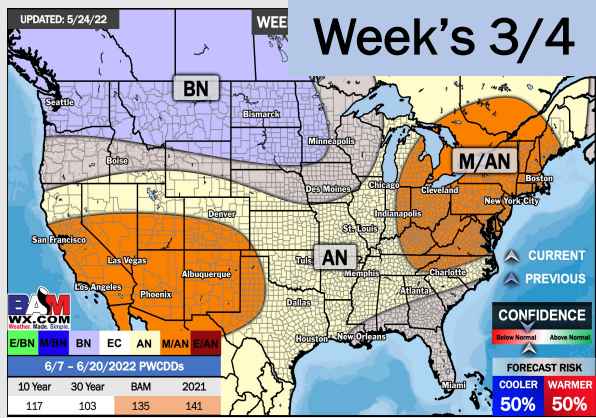 UPDATED: 5/24/22
WEE
Week's 3/4
BN
Seattle
Bismarck
Minneapolis
Boise
M/AN
Des Moines
Chicago
Cleveland
Boston
New York City
Denver
Indianapolis
San Francisco
St. Louis
Las Vegas
AN
CURRENT
Tuls
Albuquerque
Memphis
Charlotte
PREVIOUS
Los Angeles
Phoenix
Atlanta
Dallas
BAM
WX.COM
Weather. Made. Simple.
CONFIDENCE
Houston
New Orleans
Below Normal
Above Normal
E/BN M/BN BN EC AN M/AN E/AN
6/7 – 6/20/2022 PWCDDs
FORECAST RISK
Miami
COOLER
WARMER
10 Year 30 Year BAM 2021
50%
50%
117 103 135 141